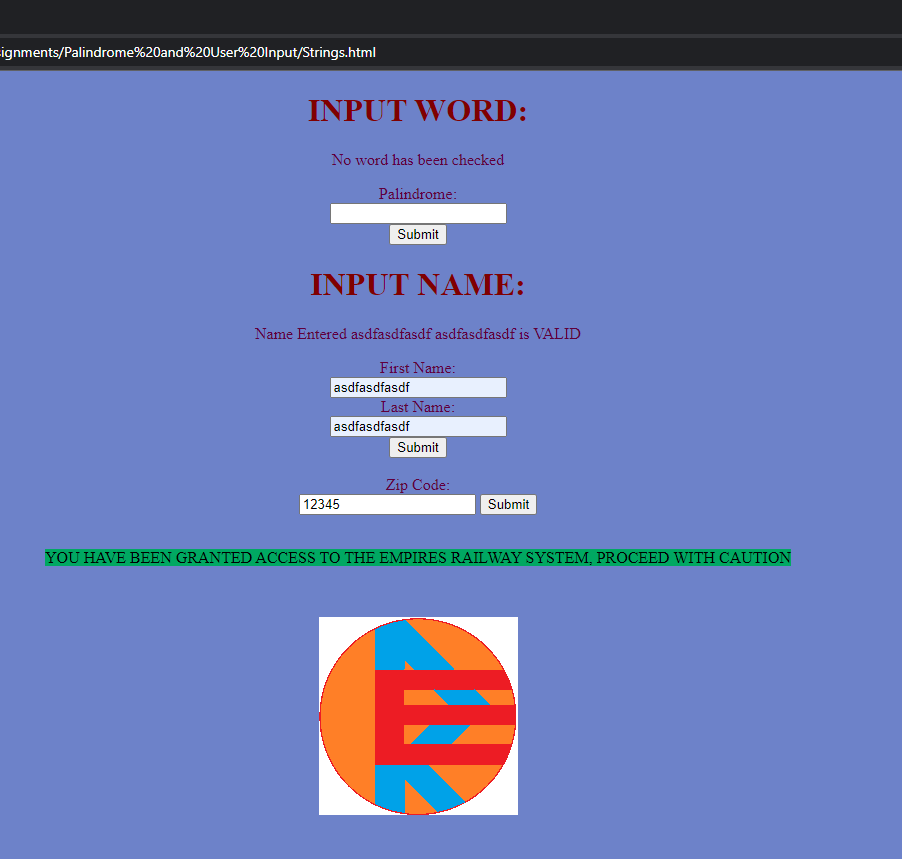 ignments/Palindrome%20and%20User%20Input/Strings.html
INPUT WORD:
No word has been checked
Palindrome:
Submit
INPUT NAME:
Name Entered asdfasdfasdf asdfasdfasdf is VALID
First Name:
asdfasdfasdf
Last Name:
asdfasdfasdf
Submit
Zip Code:
12345 Submit
YOU HAVE BEEN GRANTED ACCESS TO THE EMPIRES RAILWAY SYSTEM, PROCEED WITH CAUTION